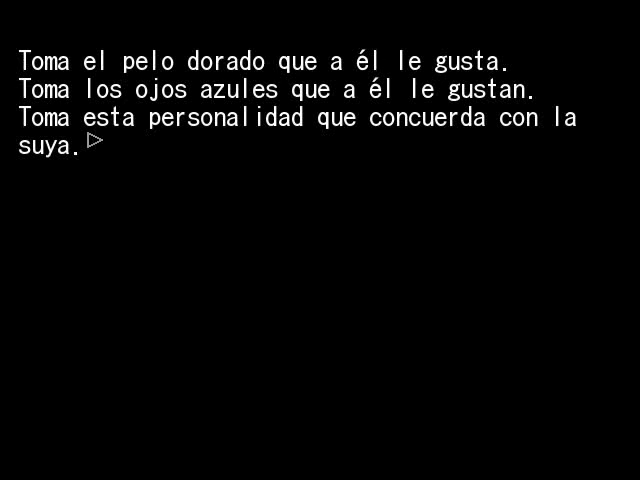 Toma el pelo dorado que a él le gusta.
Toma los ojos azules que a él le gustan.
Toma esta personalidad que concuerda con la
suya.